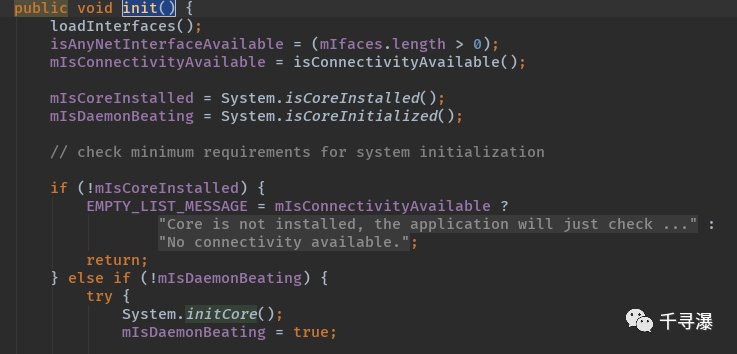 public void init() {
loadInterfaces();
isAnyNetInterfaceAvailable = (mIfaces.length > 0);
mIsConnectivityAvailable = isConnectivityAvailable();
mIsCoreInstalled = System.isCoreInstalled();
mIsDaemonBeating = System.isCoreInitialized();
// check minimum requirements for system initialization
if (!mIsCoreInstalled) {
EMPTY_LIST_MESSAGE = mIsConnectivityAvailable ?
"Core is not installed, the application will just check ..." :
"No connectivity available.";
return;
} else if (!mIsDaemonBeating) {
try {
System.initCore();
mIsDaemonBeating = true;
千寻瀑